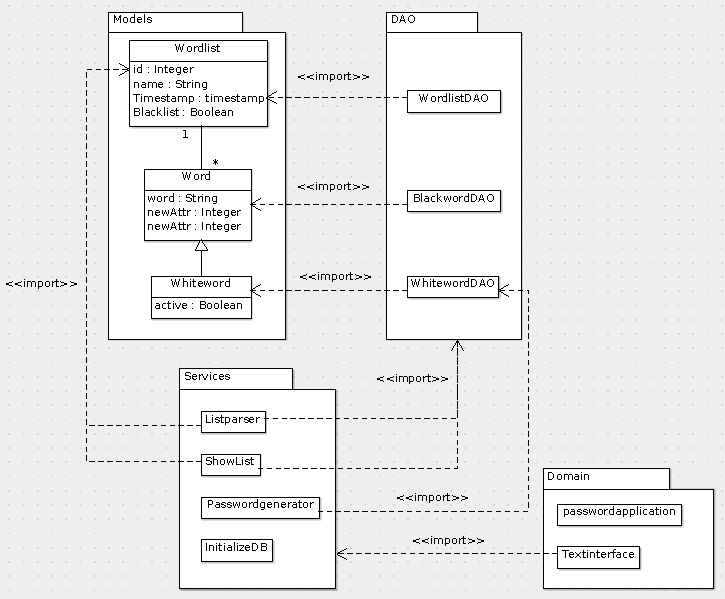 Models
Wordlist
id : Integer
name : String
Timestamp : timestamp
Blacklist : Boolean
1
*
Word
word : String
newAttr : Integer
newAttr : Integer
Whiteword
active : Boolean
DAO
WordlistDAO
BlackwordDAO
WhitewordDAO
<<import>>
<<import>>
<<import>>
<<import>>
<<import>>
Services
Listparser
ShowList
Passwordgenerator
InitializeDB
<<import>>
<<import>>
Domain
passwordapplication
Textinterface